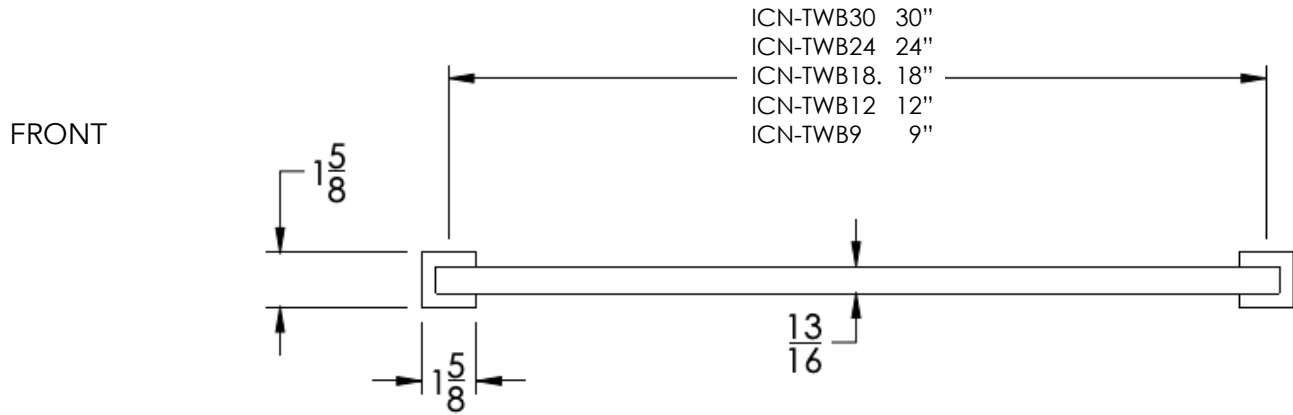 ICN-TWB30 30”
ICN-TWB24 24”
ICN-TWB18. 18”
ICN-TWB12 12”
ICN-TWB9 9”
FRONT
1 5/8
13/16
1 5/8